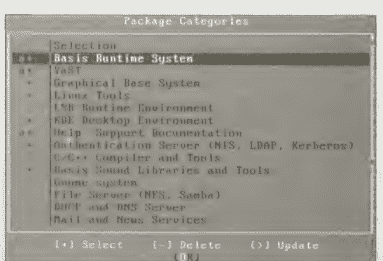 Package Categories
Selection
a+ Basis Runtime System
a+ YaST
+ Graphical Base System
+ Linux Tools
LSB Runtime Environment
+ KDE Desktop Environment
a+ Help Support Documentation
+ Authentication Server (NIS, LDAP, Kerberos)
C/C++ Compiler and Tools
+ Basis Sound Libraries and Tools
Gnome system
File Server (NFS, Samba)
DHCP and DNS Server
Mail and News Services
[+] Select [-] Delete [>] Update
[OK]